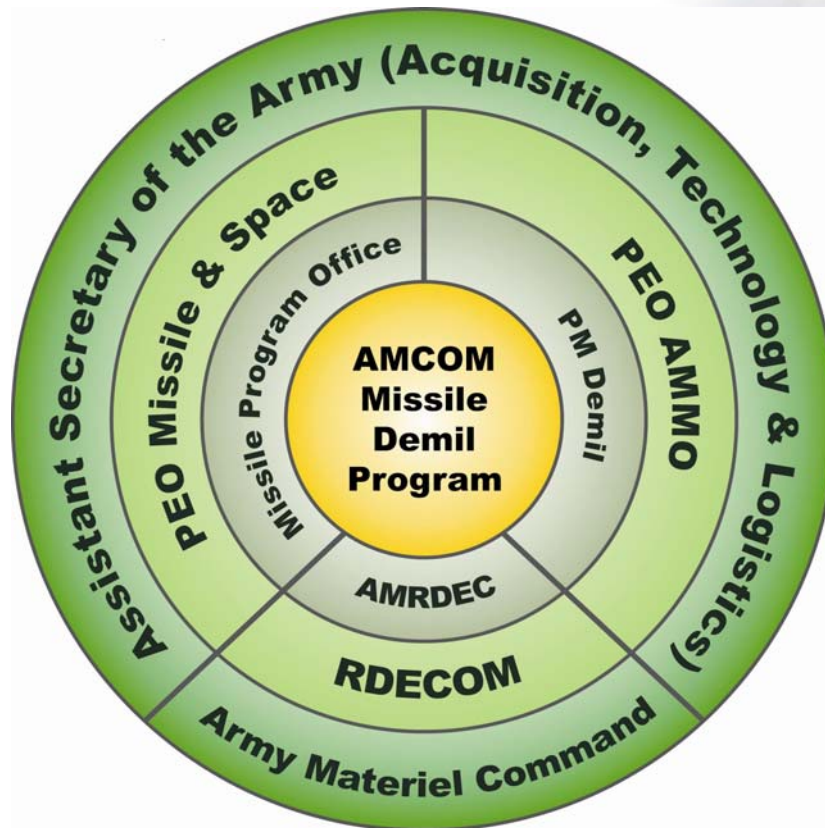 Assistant Secretary of the Army (Acquisition, Technology & Logistics)
PEO Missile & Space
PEO AMMO
Missile Program Office
PM Demil
AMCOM
Missile
Demil
Program
AMRDEC
RDECOM
Army Materiel Command